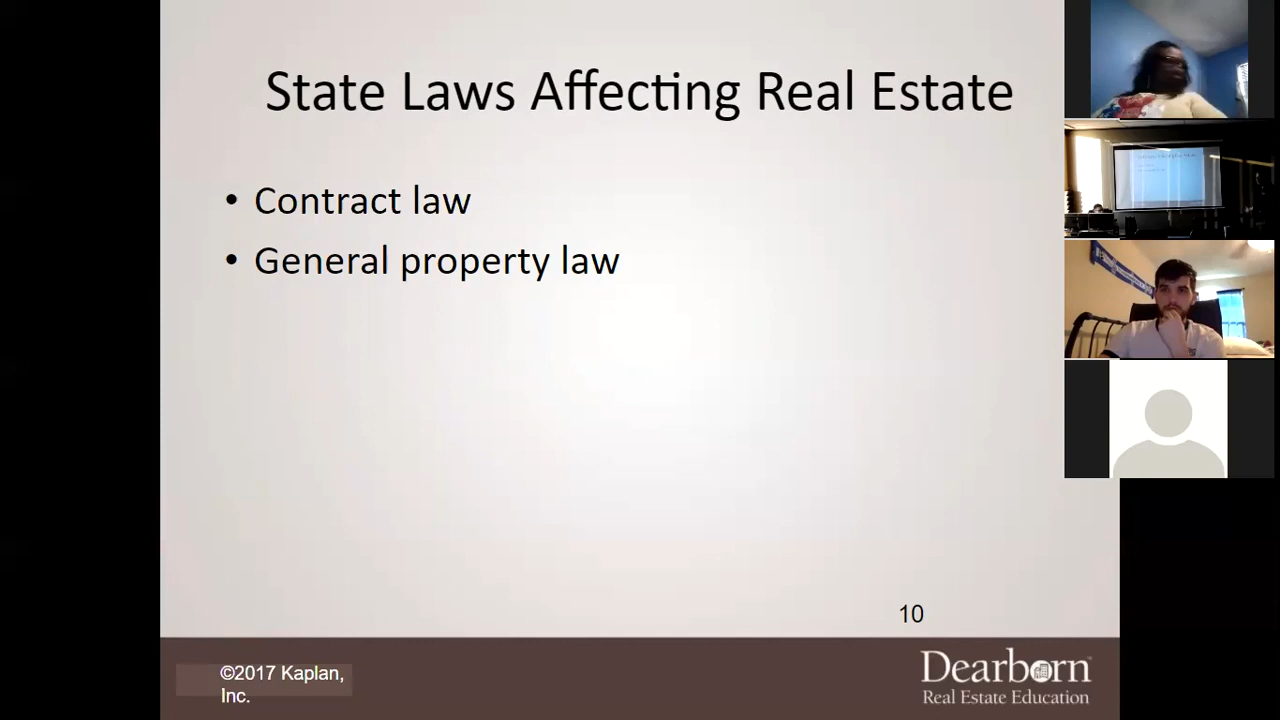 State Laws Affecting Real Estate
• Contract law
• General property law
10
©2017 Kaplan,
Inc.
Dearborn
Real Estate Education